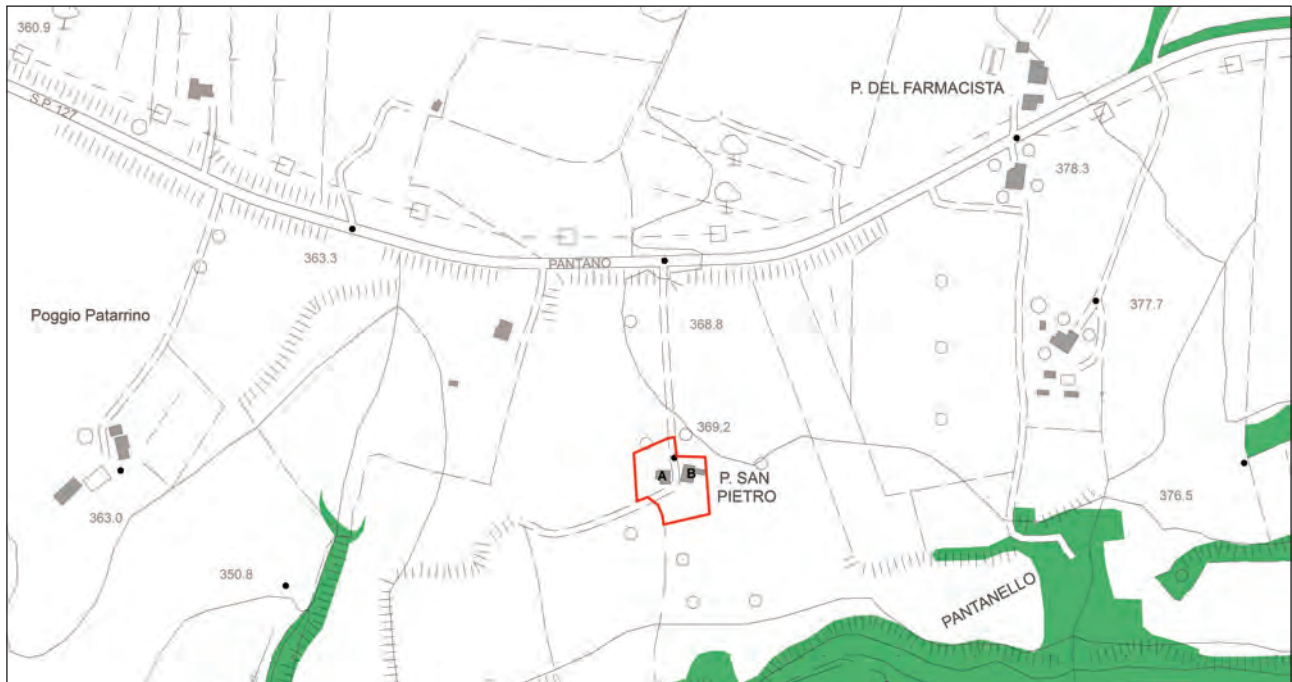 360.9
S.P. 127
P. DEL FARMACISTA
378.3
363.3
PANTANO
Poggio Patarrino
368.8
377.7
369,2
A
B
P. SAN
PIETRO
376.5
363.0
350.8
PANTANELLO